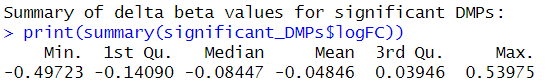 Summary of delta beta values for significant DMPs:
> print(summary(significant_DMPs$logFC))
    Min.  1st Qu.   Median     Mean  3rd Qu.     Max.
-0.49723 -0.14090 -0.08447 -0.04846  0.03946  0.53975